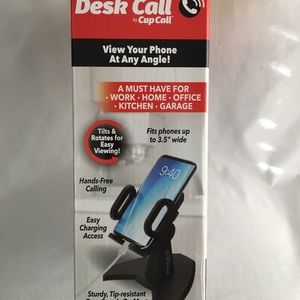 Desk Call
by Cup Call
View Your Phone
At Any Angle!
A MUST HAVE FOR
• WORK • HOME • OFFICE
• KITCHEN • GARAGE
Tilts &
Rotates for
Easy
Viewing!
Fits phones up
to 3.5" wide
9:40
Hands-Free
Calling
Easy
Charging
Access
Sturdy, Tip-resistant